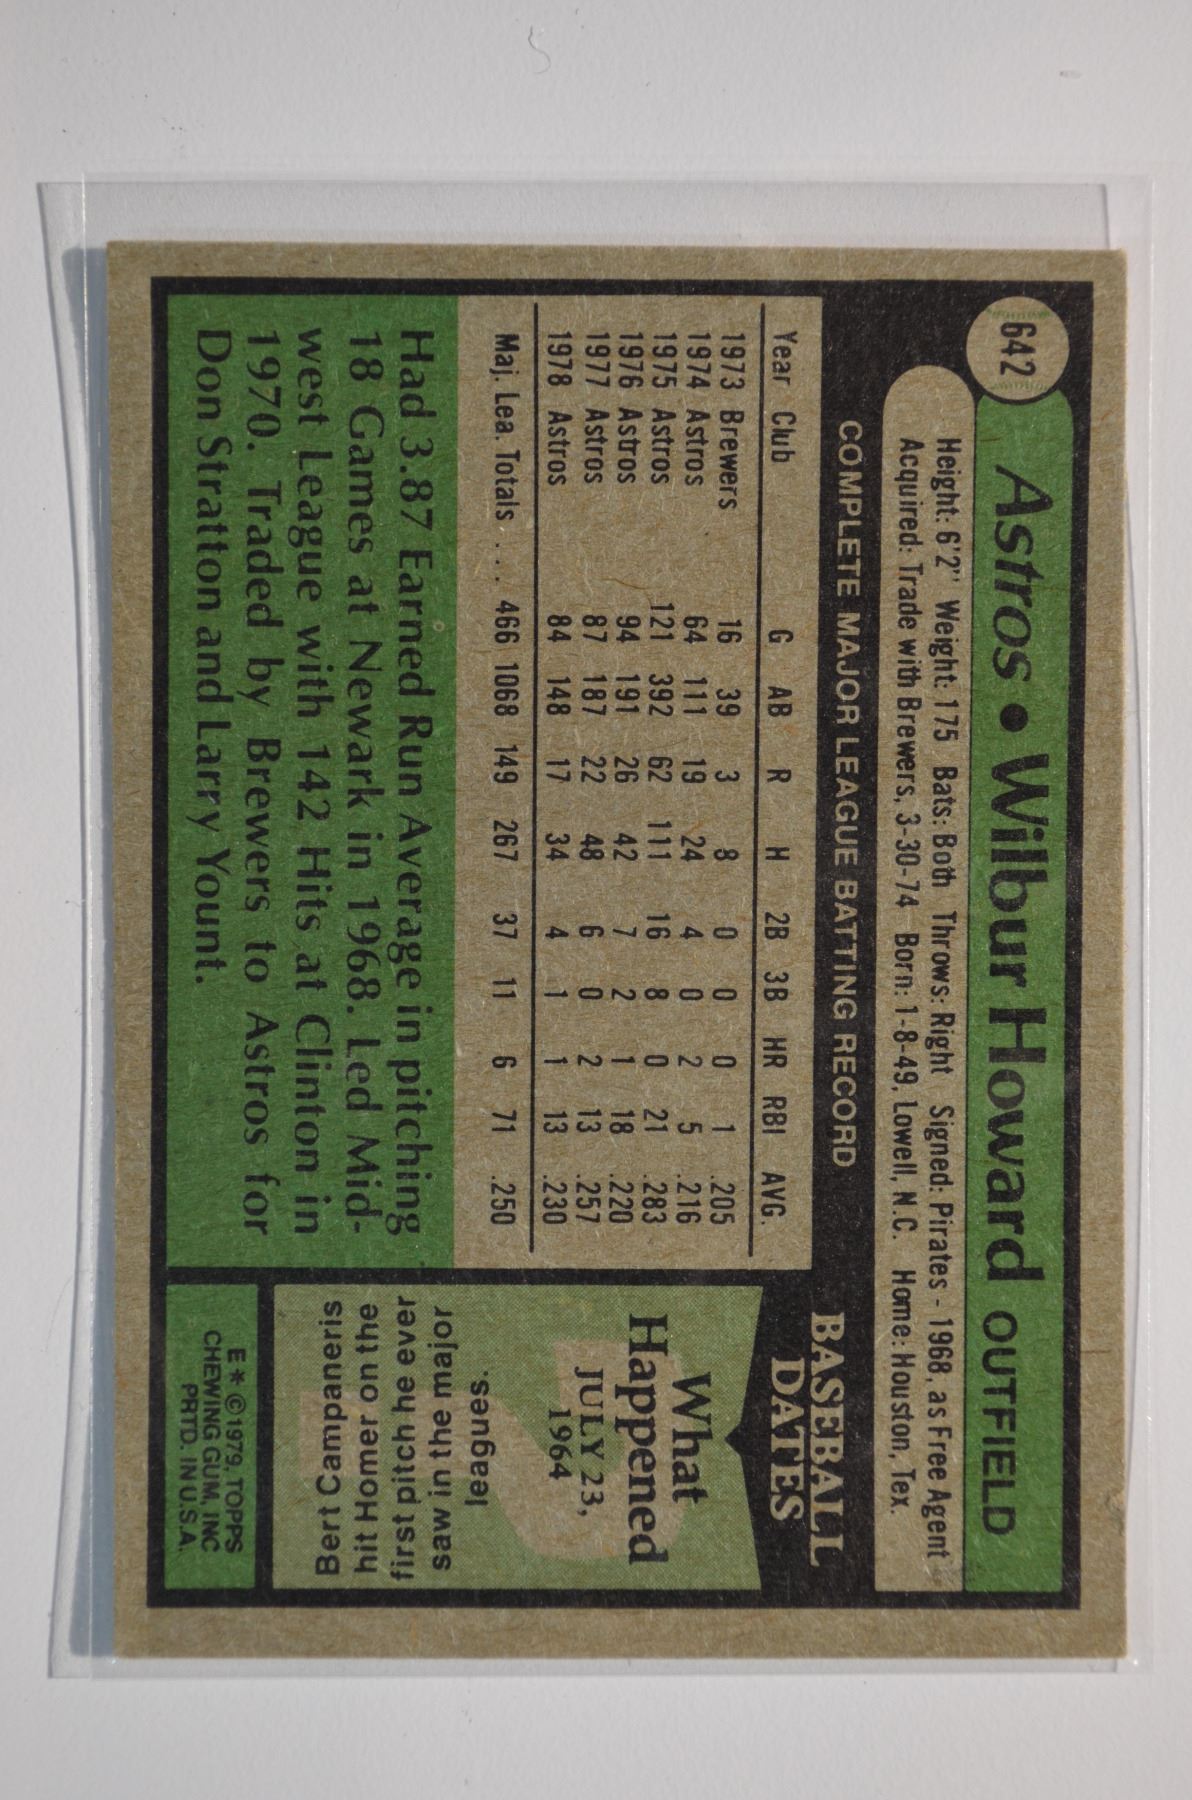 642
Astros • Wilbur Howard OUTFIELD
Height: 6'2" Weight: 175 Bats: Both Throws: Right Signed: Pirates - 1968, as Free Agent
Acquired: Trade with Brewers, 3-30-74 Born: 1-8-49, Lowell, N.C. Home: Houston, Tex.
COMPLETE MAJOR LEAGUE BATTING RECORD
Year Club G AB R H 2B 3B HR RBI AVG.
1973 Brewers 16 39 3 8 0 0 0 1 .205
1974 Astros 64 111 19 24 4 0 2 5 .216
1975 Astros 121 392 62 111 16 8 0 21 .283
1976 Astros 94 191 26 42 7 2 1 18 .220
1977 Astros 87 187 22 48 6 0 2 13 .257
1978 Astros 84 148 17 34 4 1 1 13 .230
Maj. Lea. Totals . . . 466 1068 149 267 37 11 6 71 .250
Had 3.87 Earned Run Average in pitching
18 Games at Newark in 1968. Led Mid-
west League with 142 Hits at Clinton in
1970. Traded by Brewers to Astros for
Don Stratton and Larry Yount.
BASEBALL
DATES
What
Happened
JULY 23,
1964
Bert Campaneris
hit Homer on the
first pitch he ever
saw in the major
leagues.
E * © 1979, TOPPS
CHEWING GUM, INC
PRTD. IN U.S.A.